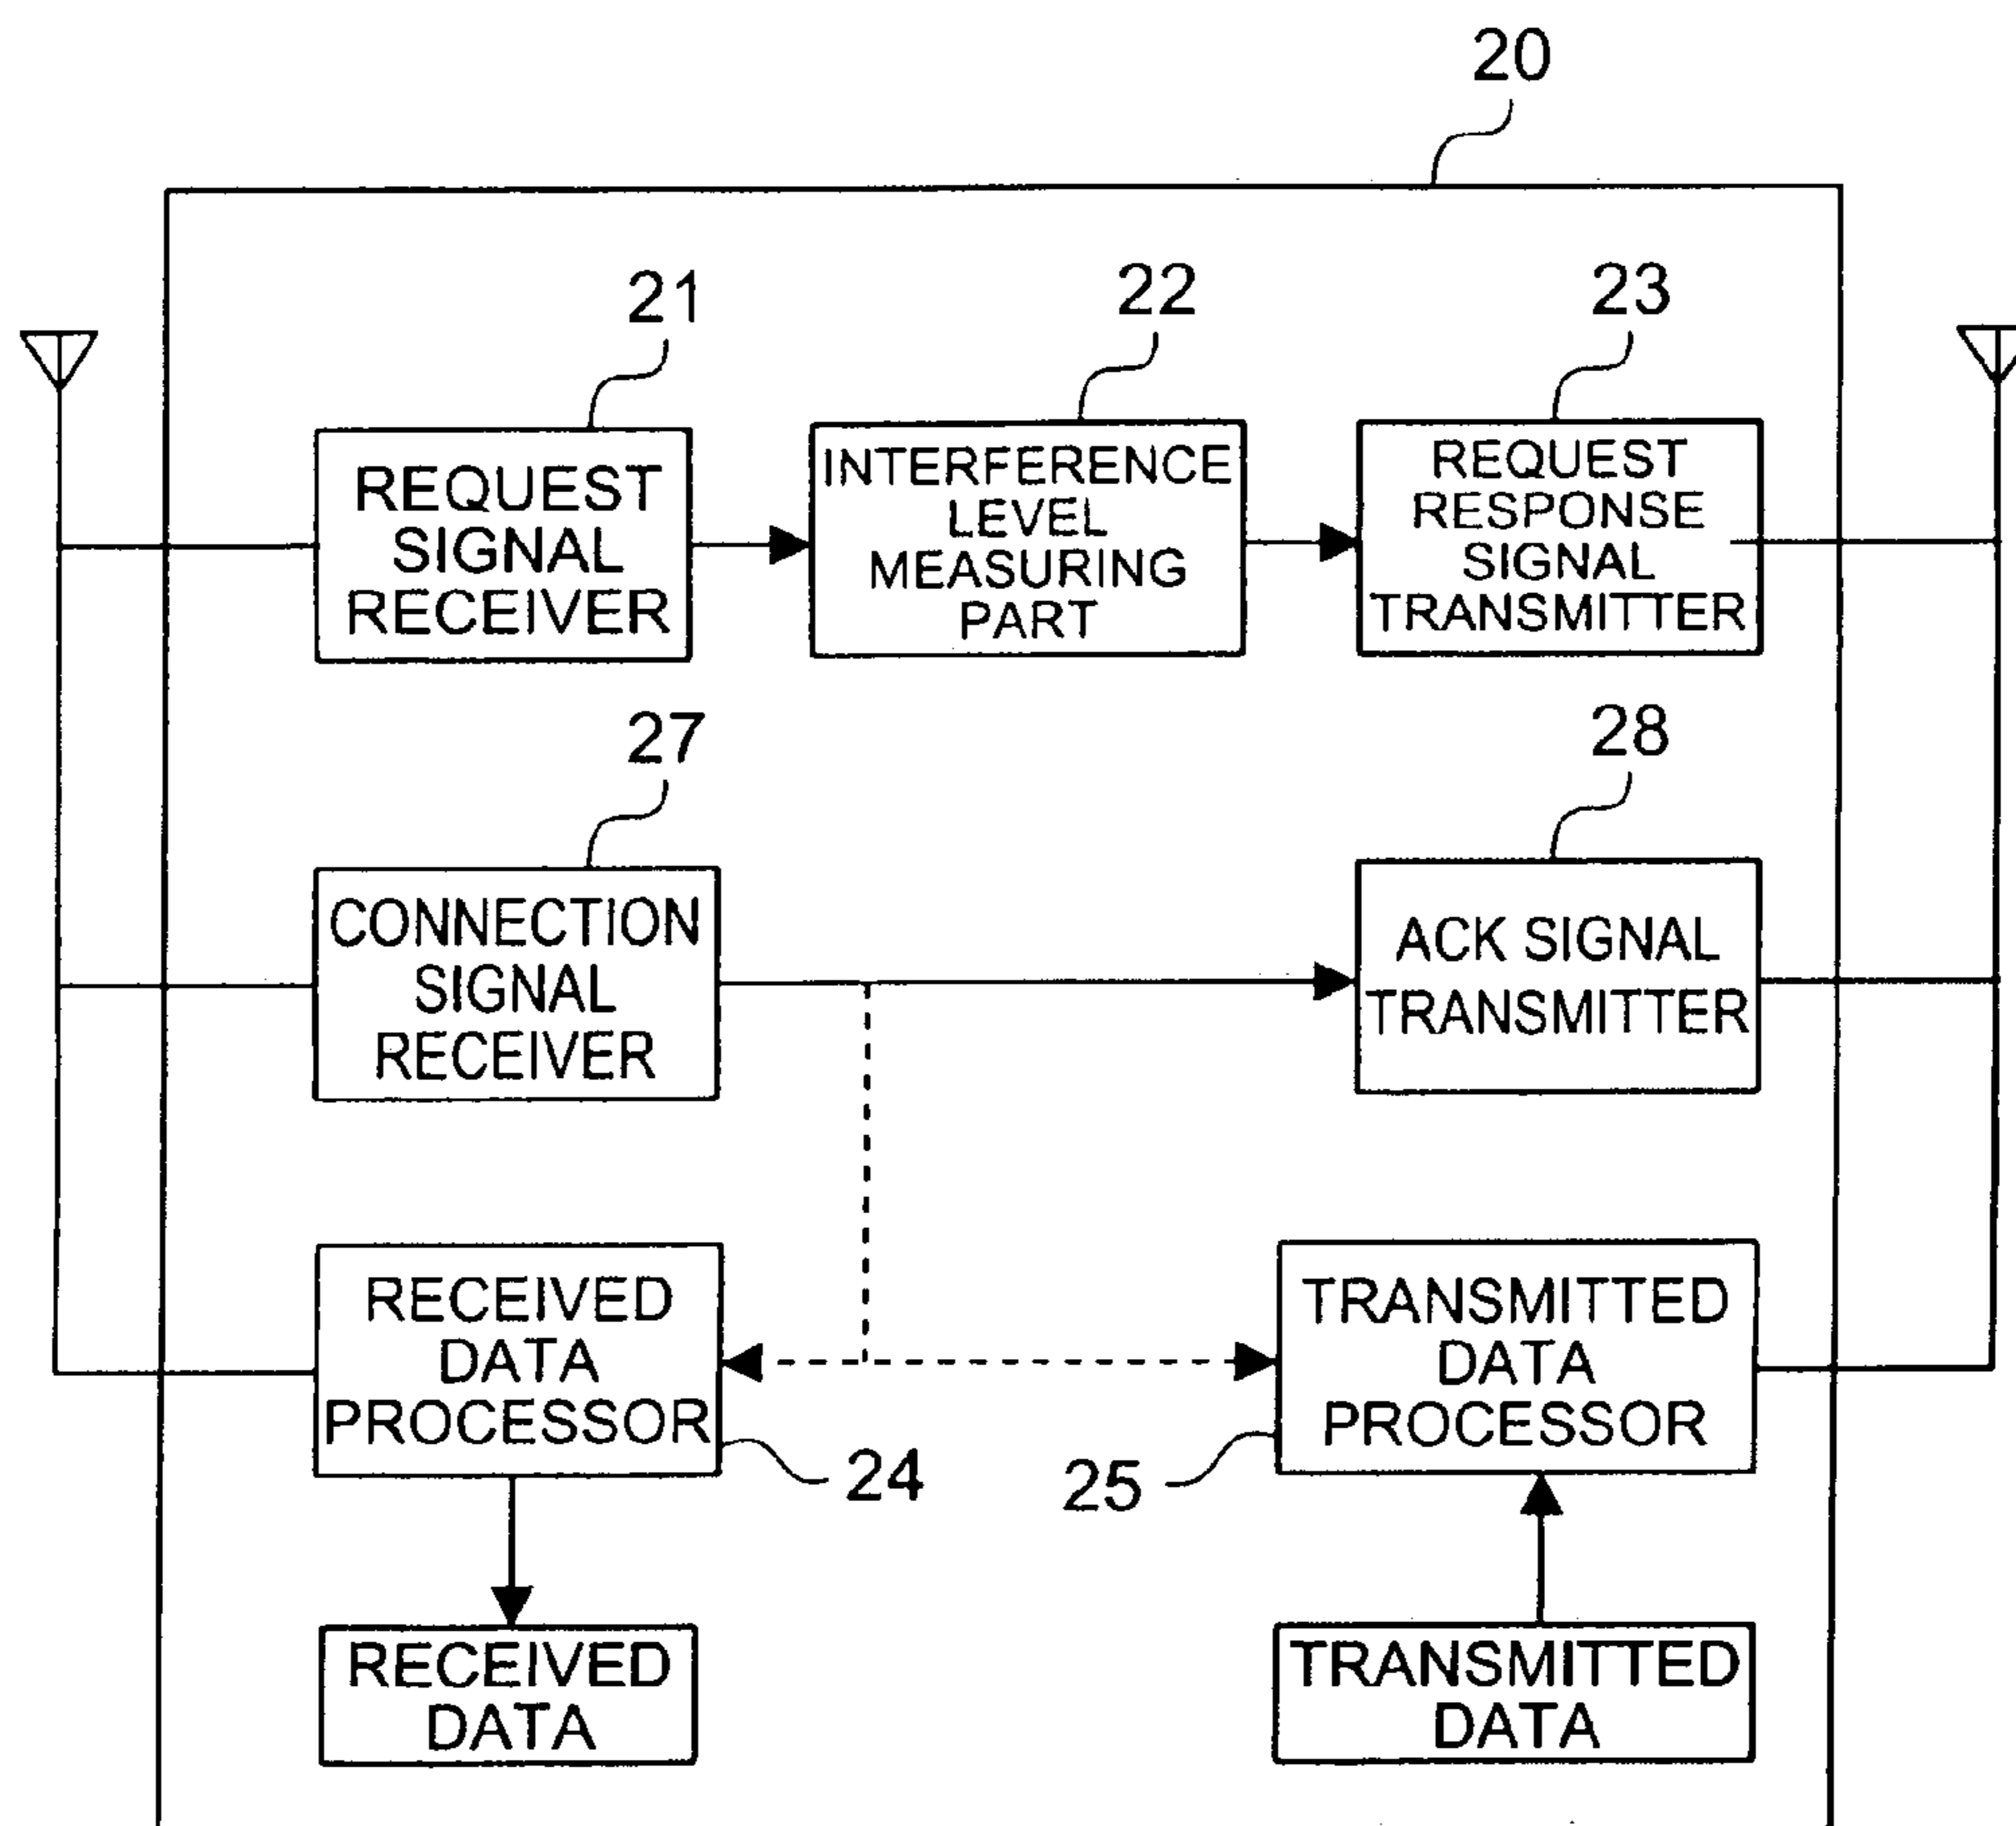 20
21
22
23
REQUEST
SIGNAL
RECEIVER
INTERFERENCE
LEVEL
MEASURING
PART
REQUEST
RESPONSE
SIGNAL
TRANSMITTER
27
28
CONNECTION
SIGNAL
RECEIVER
ACK SIGNAL
TRANSMITTER
RECEIVED
DATA
PROCESSOR
24
TRANSMITTED
DATA
PROCESSOR
25
RECEIVED
DATA
TRANSMITTED
DATA